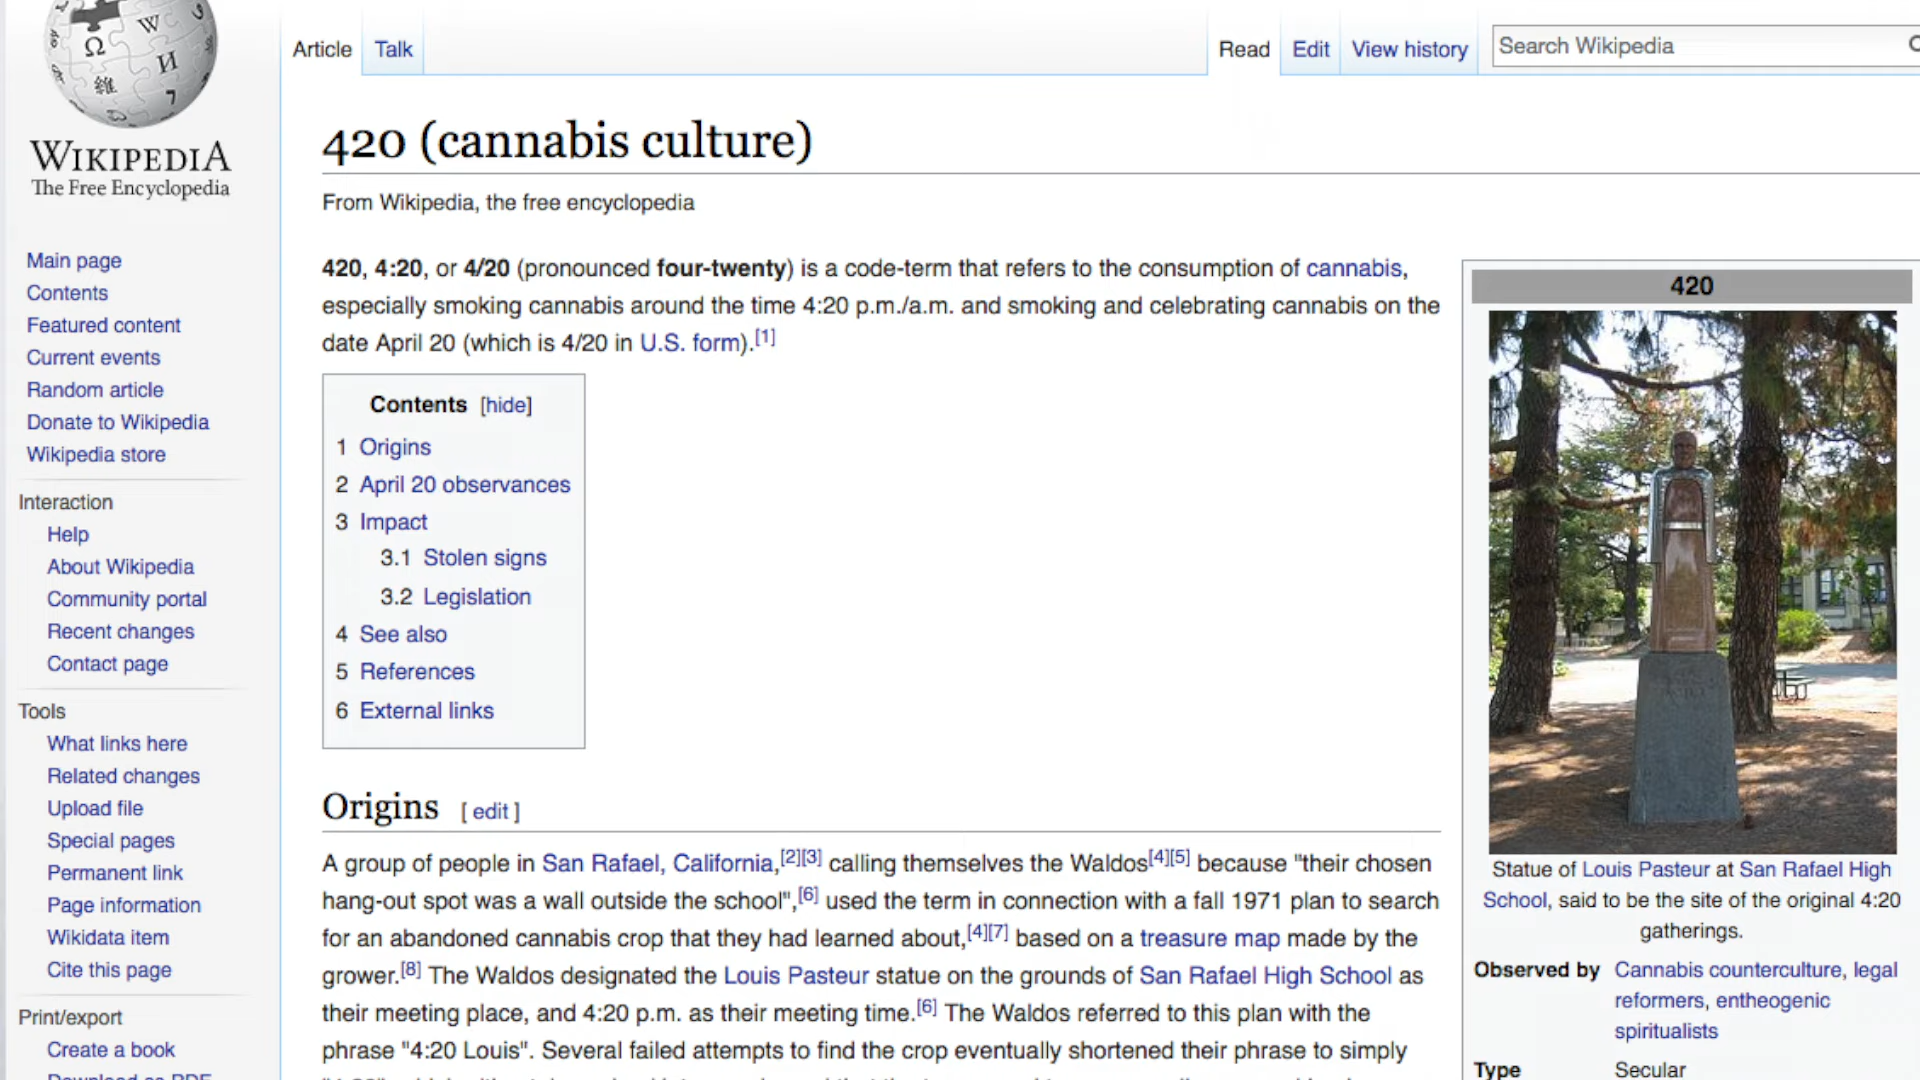 WIKIPEDIA
The Free Encyclopedia
Main page
Contents
Featured content
Current events
Random article
Donate to Wikipedia
Wikipedia store
Interaction
Help
About Wikipedia
Community portal
Recent changes
Contact page
Tools
What links here
Related changes
Upload file
Special pages
Permanent link
Page information
Wikidata item
Cite this page
Print/export
Create a book
Download as PDF
Article Talk Read Edit View history Search Wikipedia
420 (cannabis culture)
From Wikipedia, the free encyclopedia
420, 4:20, or 4/20 (pronounced four-twenty) is a code-term that refers to the consumption of cannabis,
especially smoking cannabis around the time 4:20 p.m./a.m. and smoking and celebrating cannabis on the
date April 20 (which is 4/20 in U.S. form).[1]
Contents [hide]
1 Origins
2 April 20 observances
3 Impact
3.1 Stolen signs
3.2 Legislation
4 See also
5 References
6 External links
Origins [ edit ]
A group of people in San Rafael, California,[2][3] calling themselves the Waldos[4][5] because "their chosen
hang-out spot was a wall outside the school",[6] used the term in connection with a fall 1971 plan to search
for an abandoned cannabis crop that they had learned about,[4][7] based on a treasure map made by the
grower.[8] The Waldos designated the Louis Pasteur statue on the grounds of San Rafael High School as
their meeting place, and 4:20 p.m. as their meeting time.[6] The Waldos referred to this plan with the
phrase "4:20 Louis". Several failed attempts to find the crop eventually shortened their phrase to simply
420
Statue of Louis Pasteur at San Rafael High
School, said to be the site of the original 4:20
gatherings.
Observed by Cannabis counterculture, legal
reformers, entheogenic
spiritualists
Type Secular